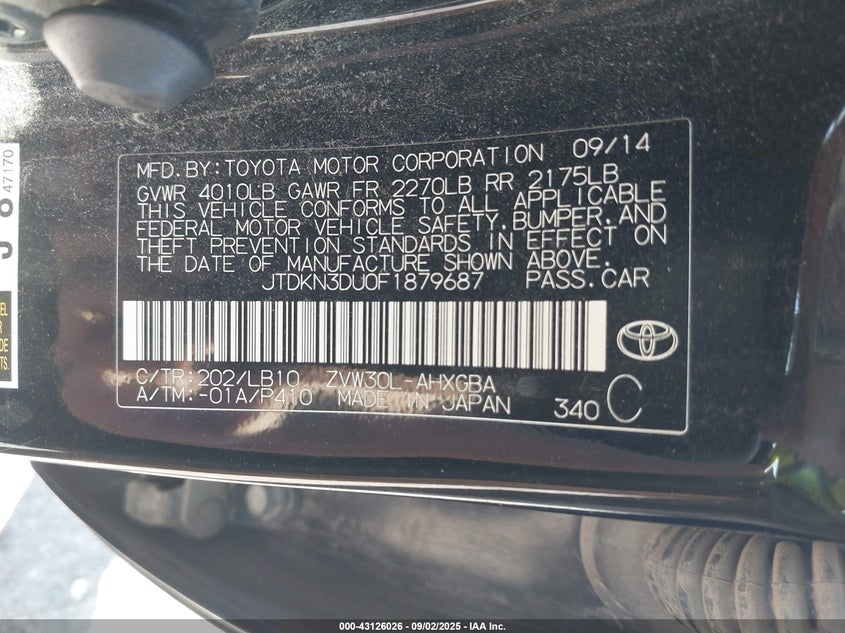 MFD.BY:TOYOTA MOTOR CORPORATION 09/14
GVWR 4010LB GAWR FR 2270LB RR 2175LB
THIS VEHICLE CONFORMS TO ALL APPLICABLE
FEDERAL MOTOR VEHICLE SAFETY,BUMPER,AND
THEFT PREVENTION STANDARDS IN EFFECT ON
THE DATE OF MANUFACTURE SHOWN ABOVE.
JTDKN3DU0F1879687 PASS.CAR
C/TR:202/LB10 ZVW30L-AHXGBA
A/TM:-01A/P410 MADE IN JAPAN 340 C
47170
000-43126026 - 09/02/2025 - IAA Inc.